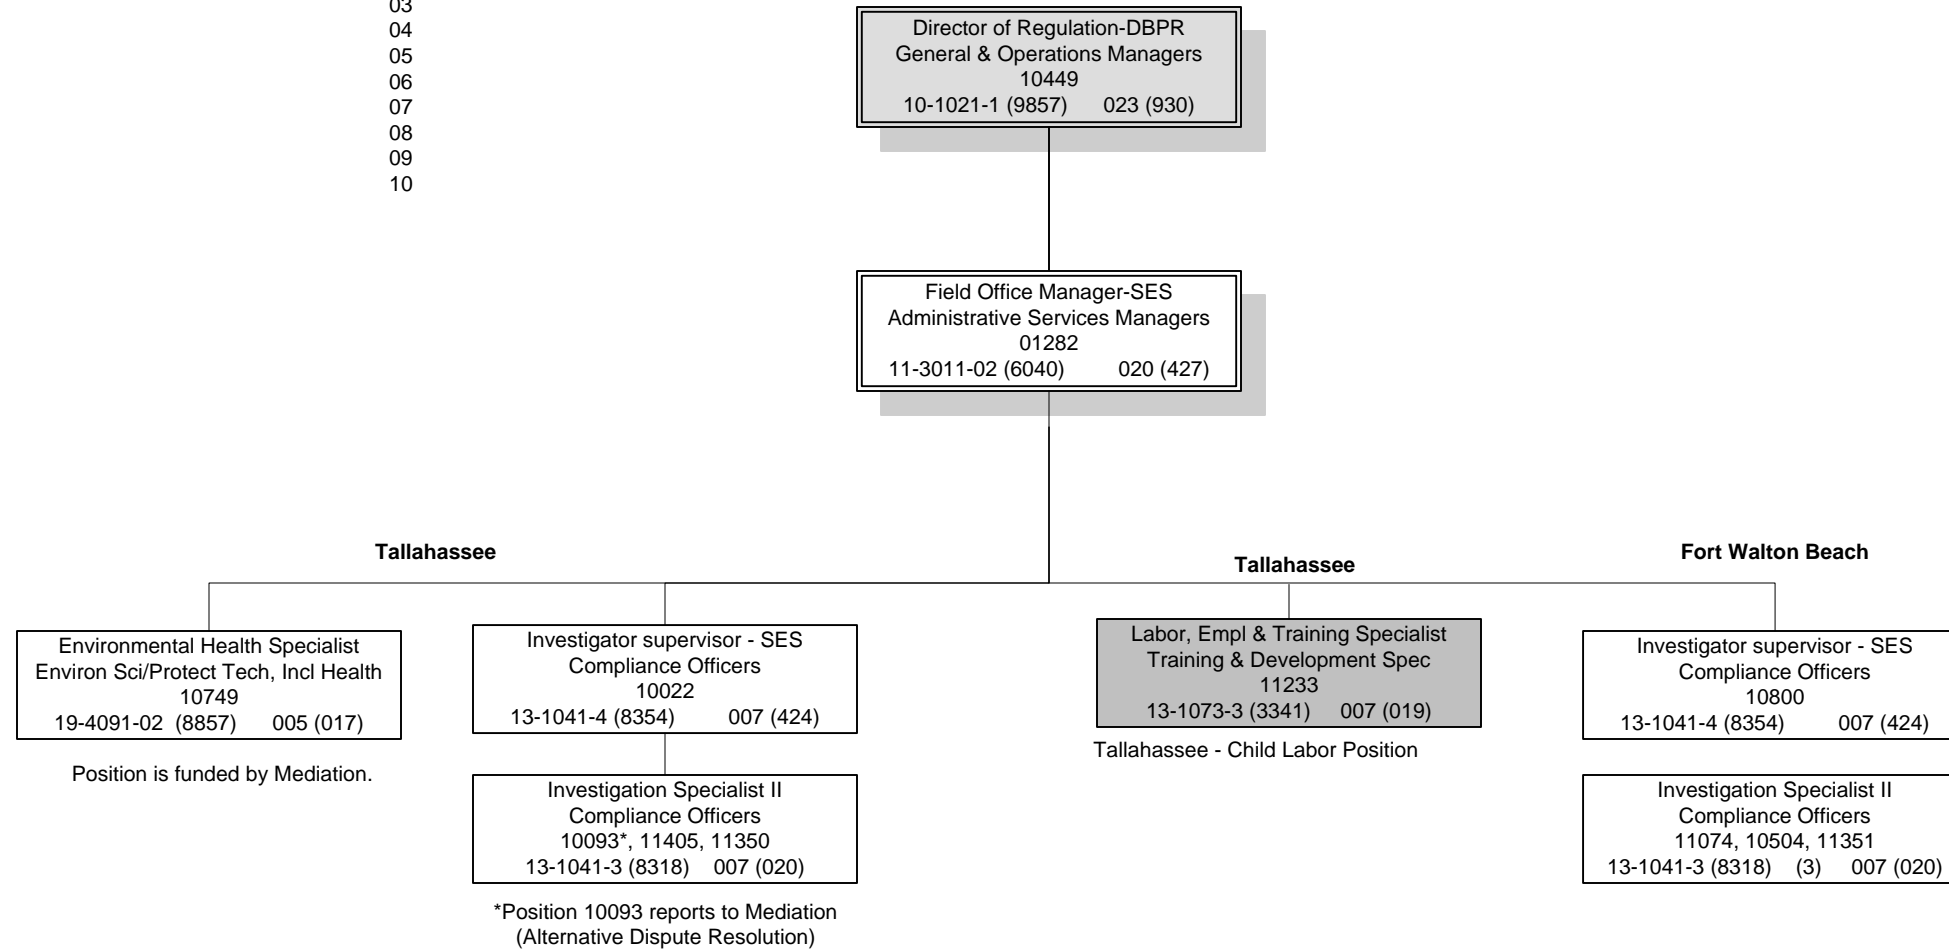 03
04
05
06
07
08
09
10
Director of Regulation-DBPR
General & Operations Managers
10449
10-1021-1 (9857) 023 (930)
Field Office Manager-SES
Administrative Services Managers
01282
11-3011-02 (6040) 020 (427)
Tallahassee
Tallahassee
Fort Walton Beach
Environmental Health Specialist
Environ Sci/Protect Tech, Incl Health
10749
19-4091-02 (8857) 005 (017)
Position is funded by Mediation.
Investigator supervisor - SES
Compliance Officers
10022
13-1041-4 (8354) 007 (424)
Investigation Specialist II
Compliance Officers
10093*, 11405, 11350
13-1041-3 (8318) 007 (020)
*Position 10093 reports to Mediation
(Alternative Dispute Resolution)
Labor, Empl & Training Specialist
Training & Development Spec
11233
13-1073-3 (3341) 007 (019)
Tallahassee - Child Labor Position
Investigator supervisor - SES
Compliance Officers
10800
13-1041-4 (8354) 007 (424)
Investigation Specialist II
Compliance Officers
11074, 10504, 11351
13-1041-3 (8318) (3) 007 (020)